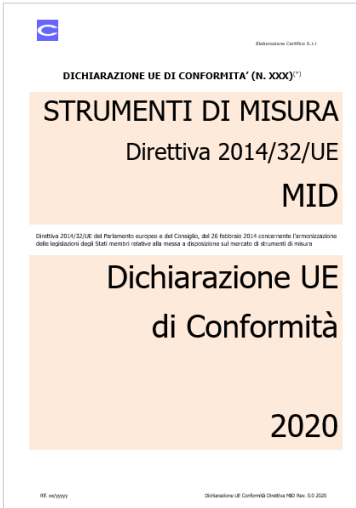 C
Elaborazione Certifico S.r.l
DICHIARAZIONE UE DI CONFORMITA' (N. XXX)(*)
STRUMENTI DI MISURA
Direttiva 2014/32/UE
MID
Direttiva 2014/32/UE del Parlamento europeo e del Consiglio, del 26 febbraio 2014 concernente l'armonizzazione
delle legislazioni degli Stati membri relative alla messa a disposizione sul mercato di strumenti di misura
Dichiarazione UE
di Conformità
2020
Rif. xx/yyyyy
Dichiarazione UE Conformità Direttiva MID Rev. 0.0 2020